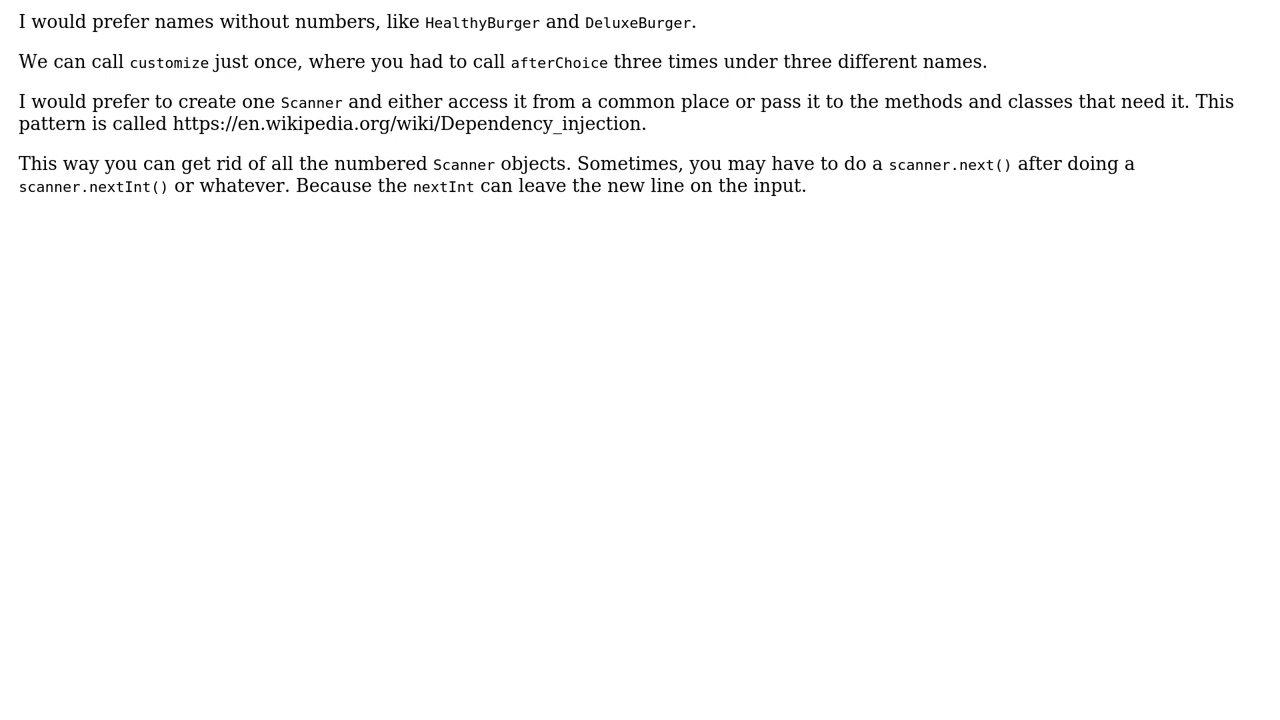 I would prefer names without numbers, like HealthyBurger and DeluxeBurger.
We can call customize just once, where you had to call afterChoice three times under three different names.
I would prefer to create one Scanner and either access it from a common place or pass it to the methods and classes that need it. This
pattern is called https://en.wikipedia.org/wiki/Dependency_injection.
This way you can get rid of all the numbered Scanner objects. Sometimes, you may have to do a scanner.next() after doing a
scanner.nextInt() or whatever. Because the nextInt can leave the new line on the input.